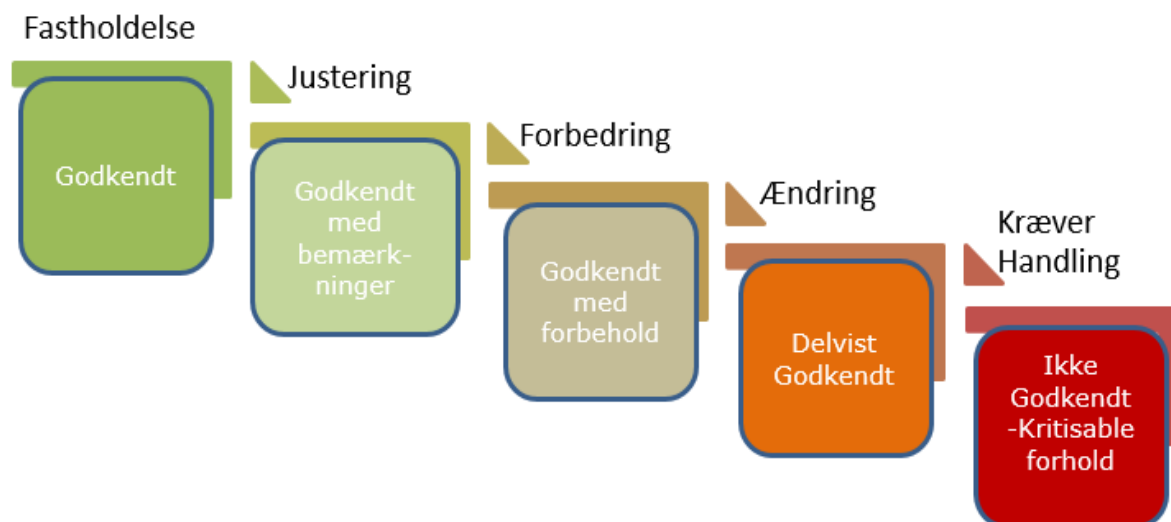 Fastholdelse
Godkendt
Justering
Godkendt
med
bemærk-
ninger
Forbedring
Godkendt
med
forbehold
Ændring
Delvist
Godkendt
Kræver
Handling
Ikke
Godkendt
-Kritisable
forhold